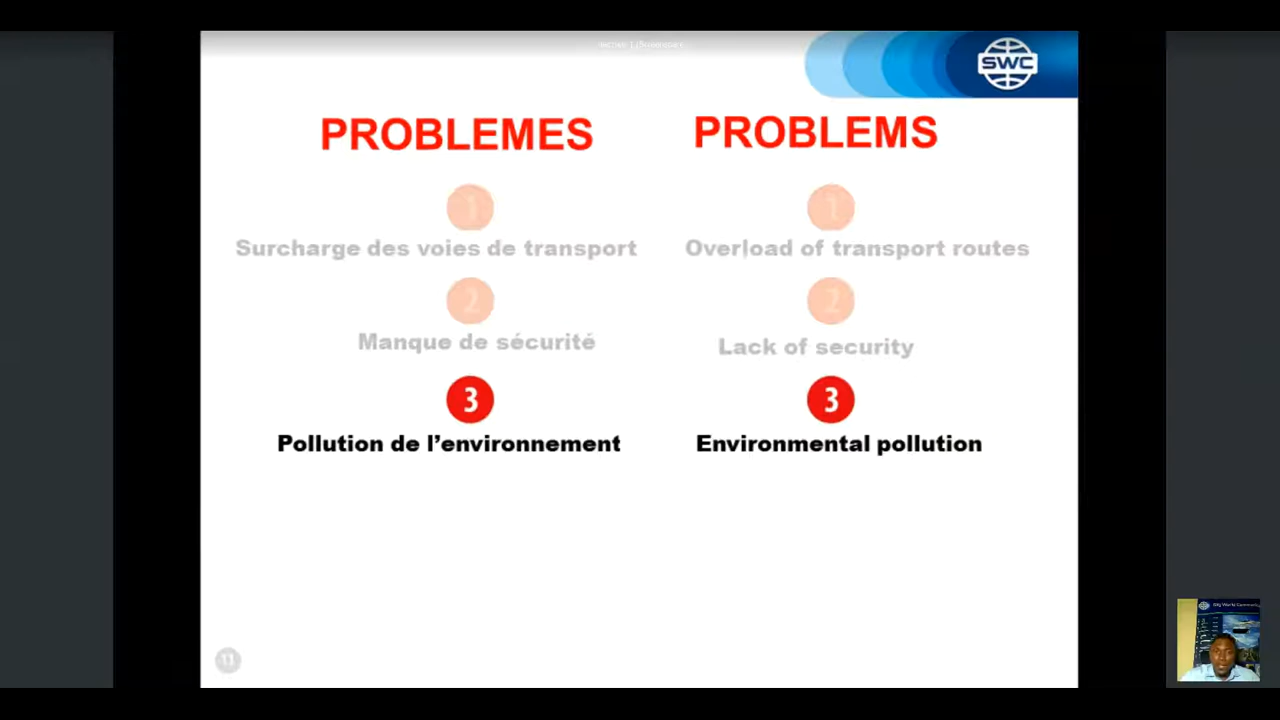 SWC
PROBLEMES
PROBLEMS
1
1
Surcharge des voies de transport
Overload of transport routes
2
2
Manque de sécurité
Lack of security
3
3
Pollution de l’environnement
Environmental pollution
11